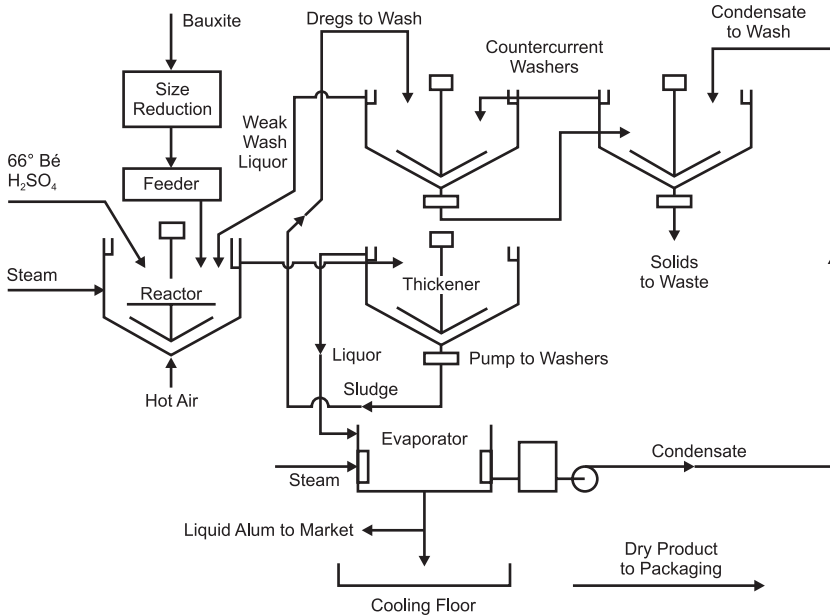 Bauxite
Dregs to Wash
Condensate
to Wash
Countercurrent
Washers
Size
Reduction
Weak
Wash
Liquor
66° Bé
H₂SO₄
Feeder
Steam
Reactor
Thickener
Solids
to Waste
Liquor
Pump to Washers
Hot Air
Sludge
Evaporator
Condensate
Steam
Liquid Alum to Market
Dry Product
to Packaging
Cooling Floor